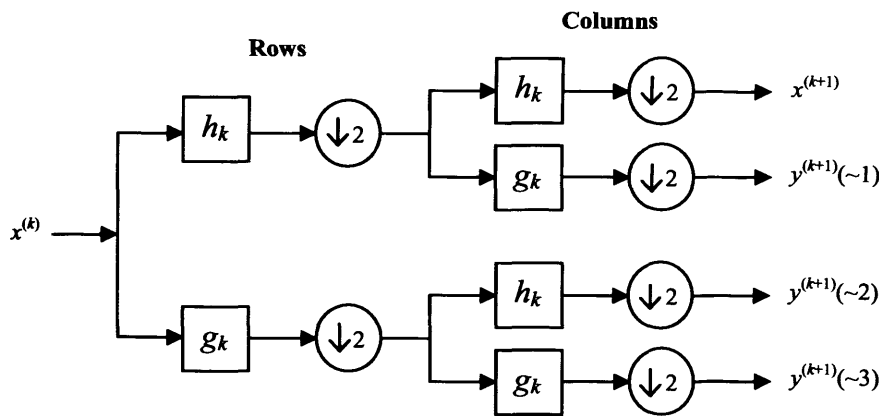 Rows
Columns
h_k
↓2
h_k
↓2
x^(k+1)
g_k
↓2
y^(k+1)(~1)
x^(k)
g_k
↓2
h_k
↓2
y^(k+1)(~2)
g_k
↓2
y^(k+1)(~3)